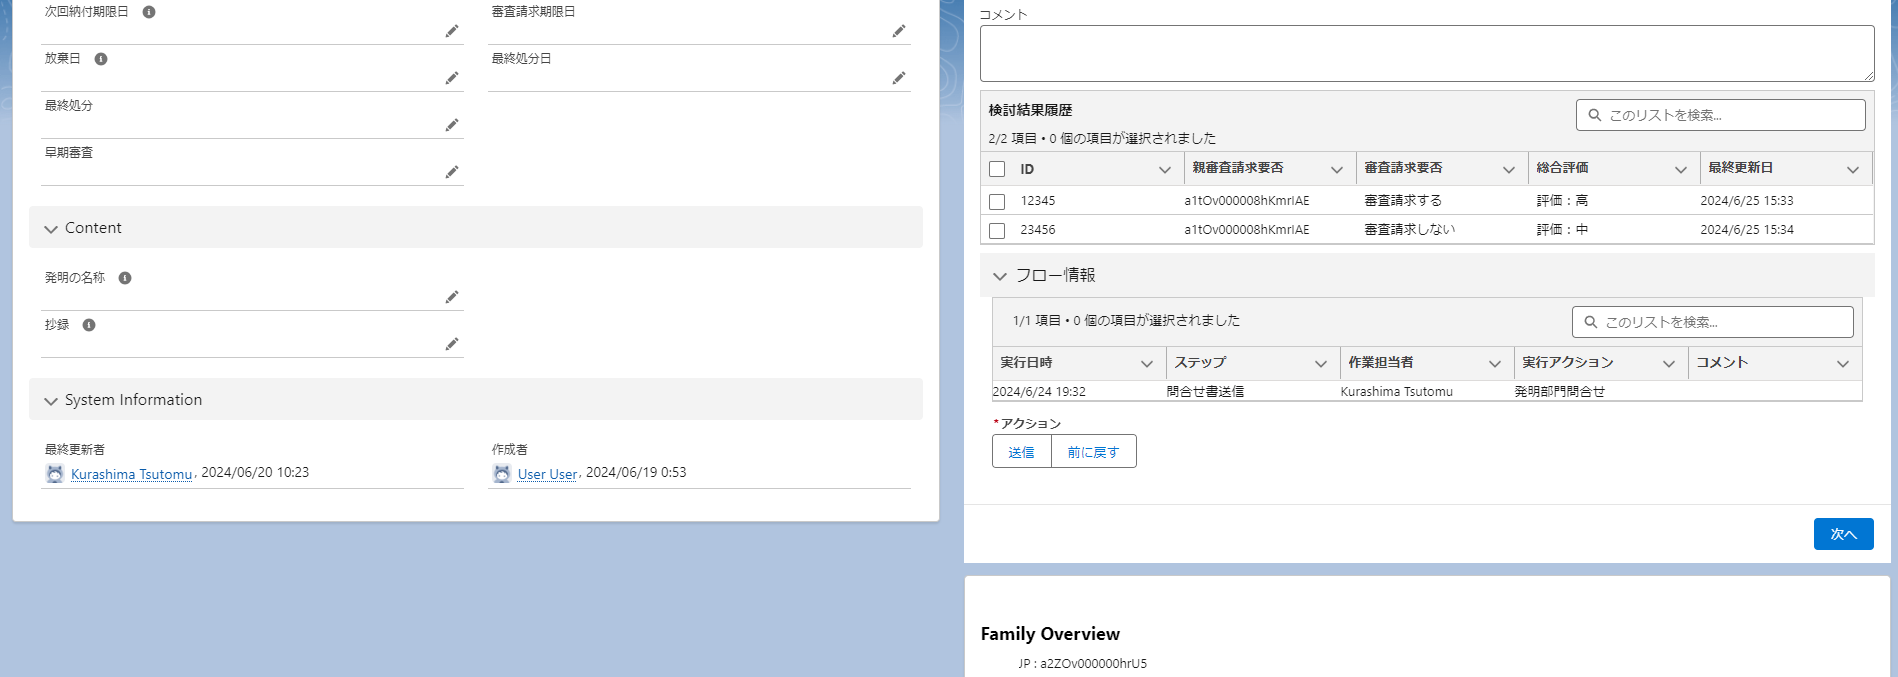 次回納付期限日
審査請求期限日
放棄日
最終処分日
最終処分
早期審査
Content
発明の名称
抄録
System Information
最終更新者
作成者
Kurashima Tsutomu, 2024/06/20 10:23
User User, 2024/06/19 0:53
コメント
検討結果履歴
このリストを検索...
2/2 項目・0 個の項目が選択されました
ID 親審査請求要否 審査請求要否 総合評価 最終更新日
12345 a1tOv000008hKmrIAE 審査請求する 評価：高 2024/6/25 15:33
23456 a1tOv000008hKmrIAE 審査請求しない 評価：中 2024/6/25 15:34
フロー情報
1/1 項目・0 個の項目が選択されました
このリストを検索...
実行日時 ステップ 作業担当者 実行アクション コメント
2024/6/24 19:32 問合せ書送信 Kurashima Tsutomu 発明部門問合せ
*アクション
送信 前に戻す
次へ
Family Overview
JP : a2ZOv000000hrU5